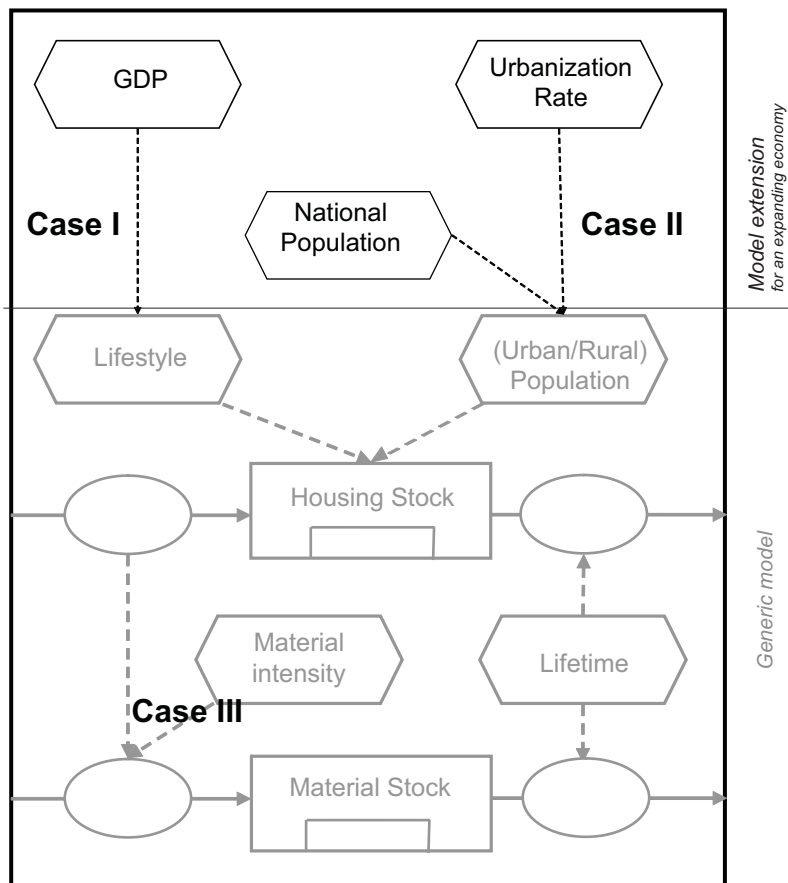 GDP
Urbanization
Rate
Case I
National
Population
Case II
Model extension
for an expanding economy
Lifestyle
(Urban/Rural)
Population
Housing Stock
Material
intensity
Lifetime
Case III
Material Stock
Generic model